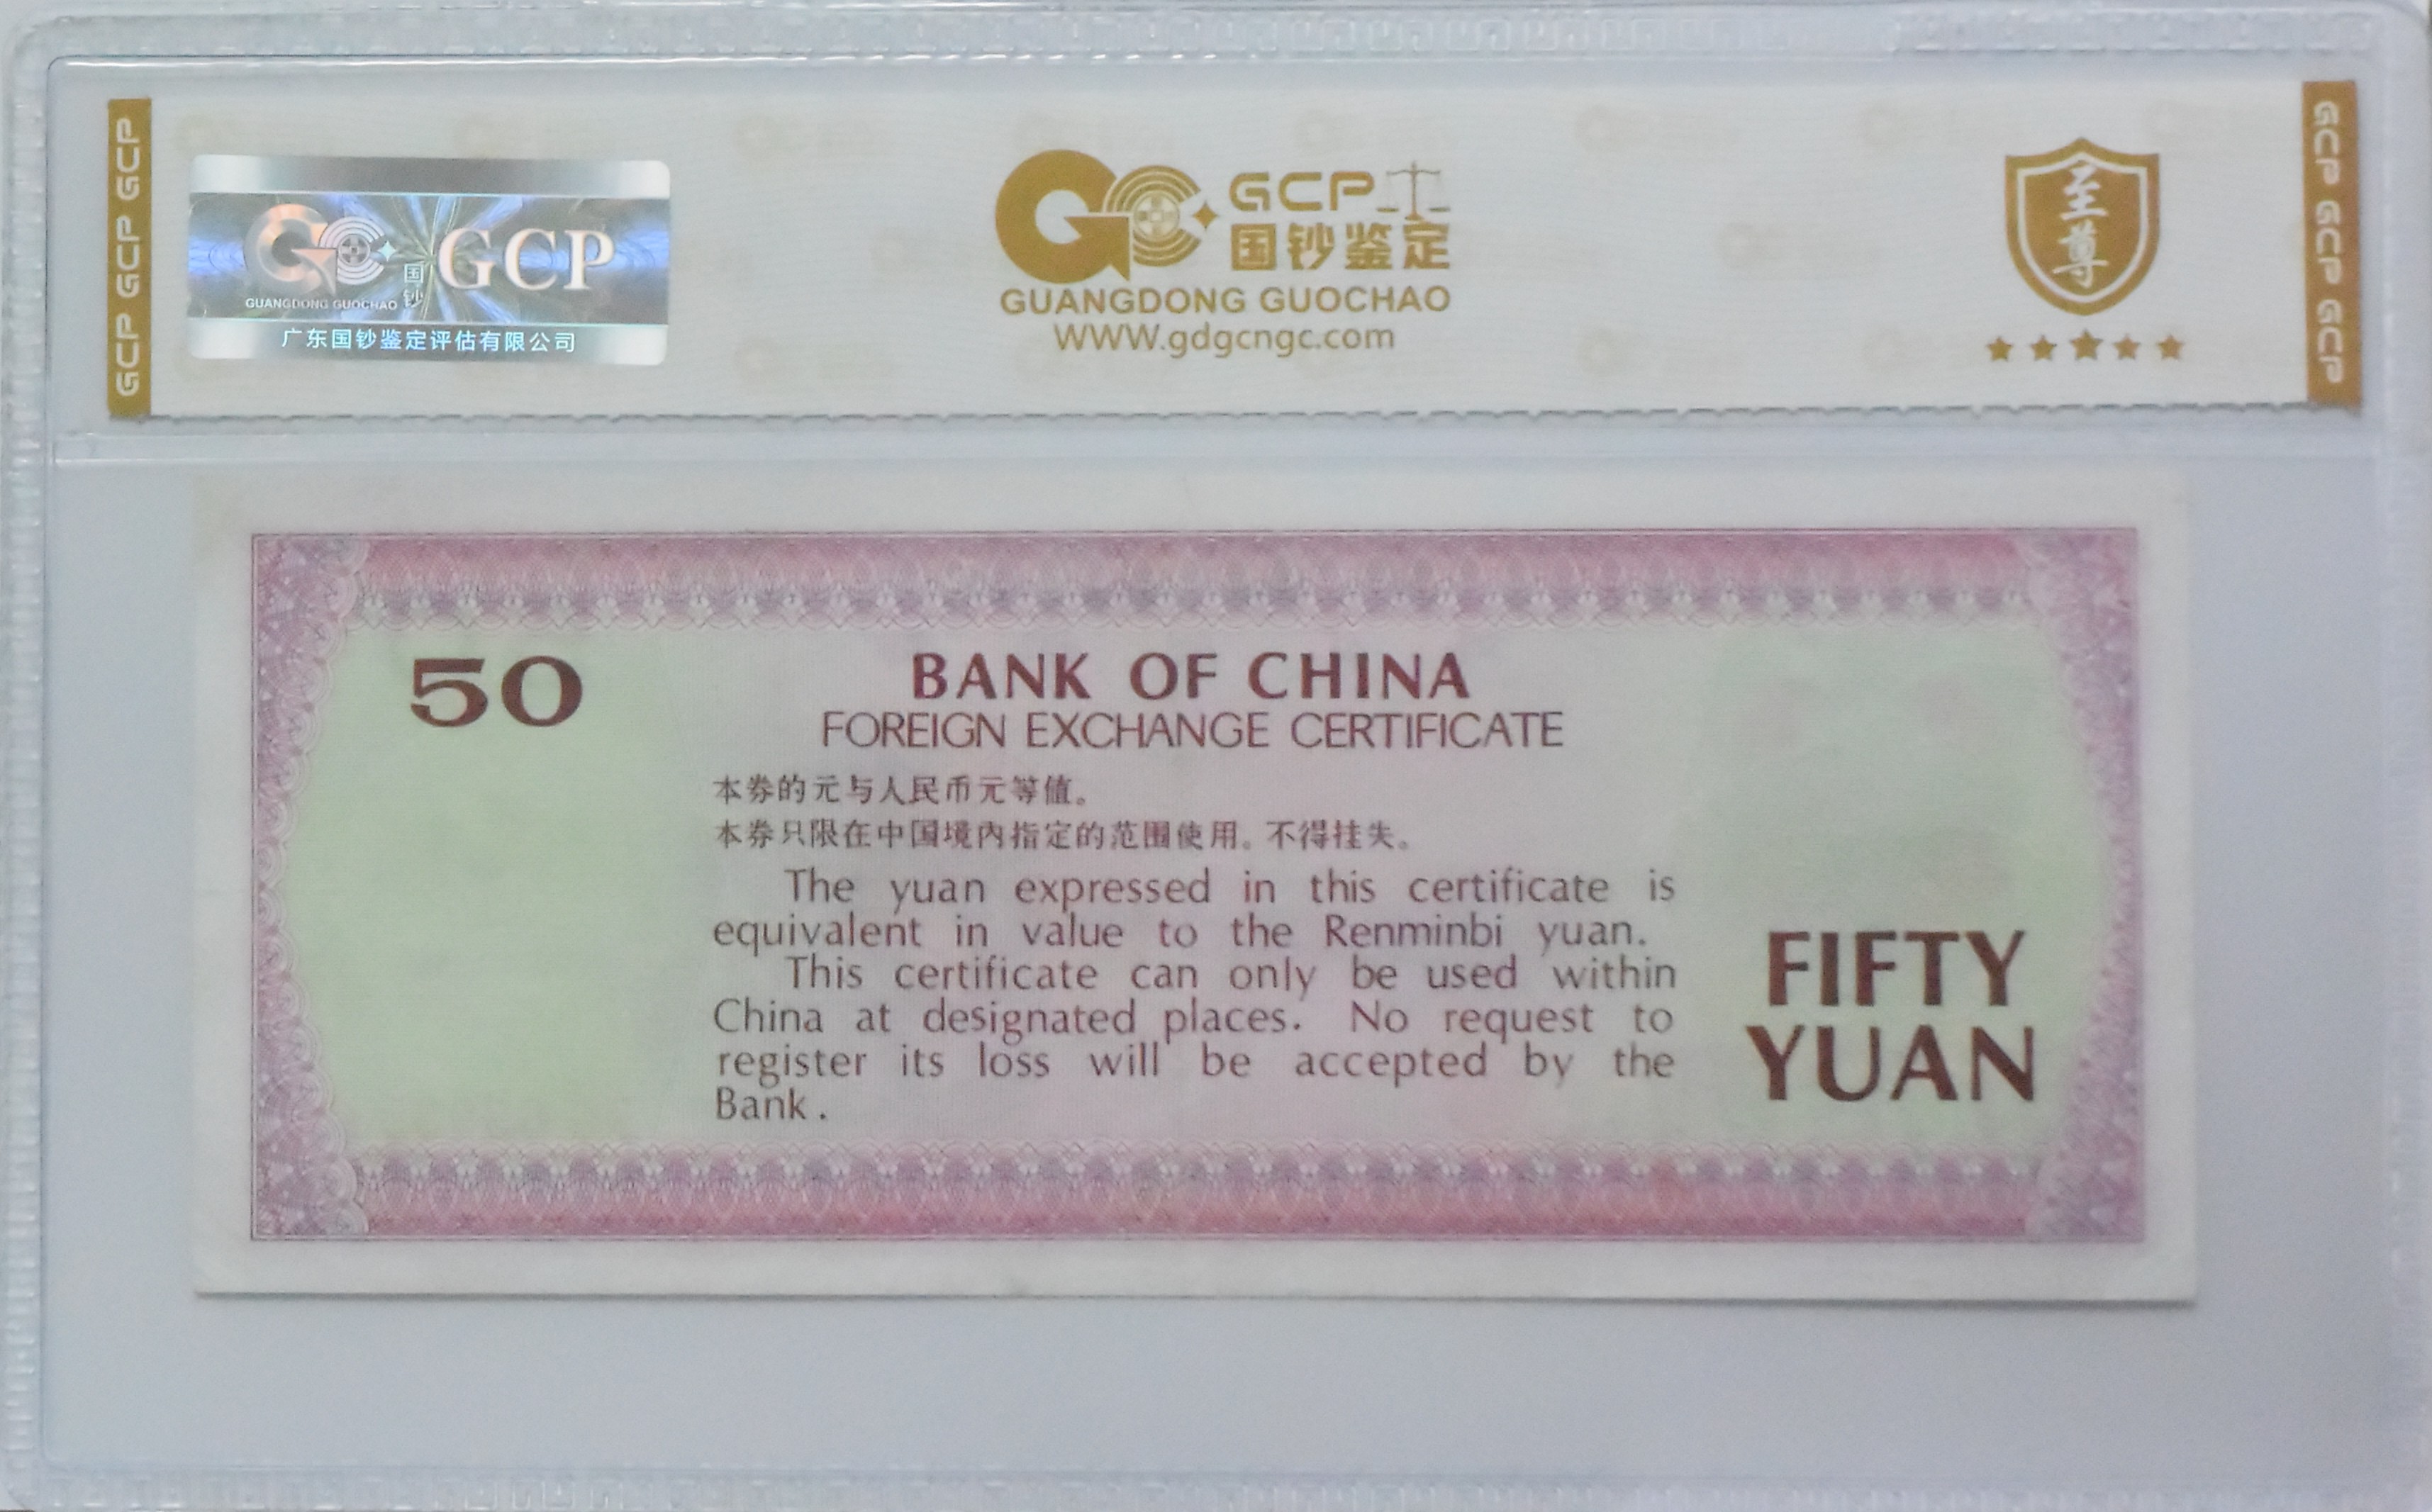 GCP GCP GCP
GCP
国钞
GUANGDONG GUOCHAO
广东国钞鉴定评估有限公司
GCP
国钞鉴定
GUANGDONG GUOCHAO
WWW.gdgcngc.com
至尊
GCP GCP GCP
50
BANK OF CHINA
FOREIGN EXCHANGE CERTIFICATE
本券的元与人民币元等值。
本券只限在中国境内指定的范围使用。不得挂失。
The yuan expressed in this certificate is
equivalent in value to the Renminbi yuan.
This certificate can only be used within
China at designated places. No request to
register its loss will be accepted by the
Bank.
FIFTY
YUAN